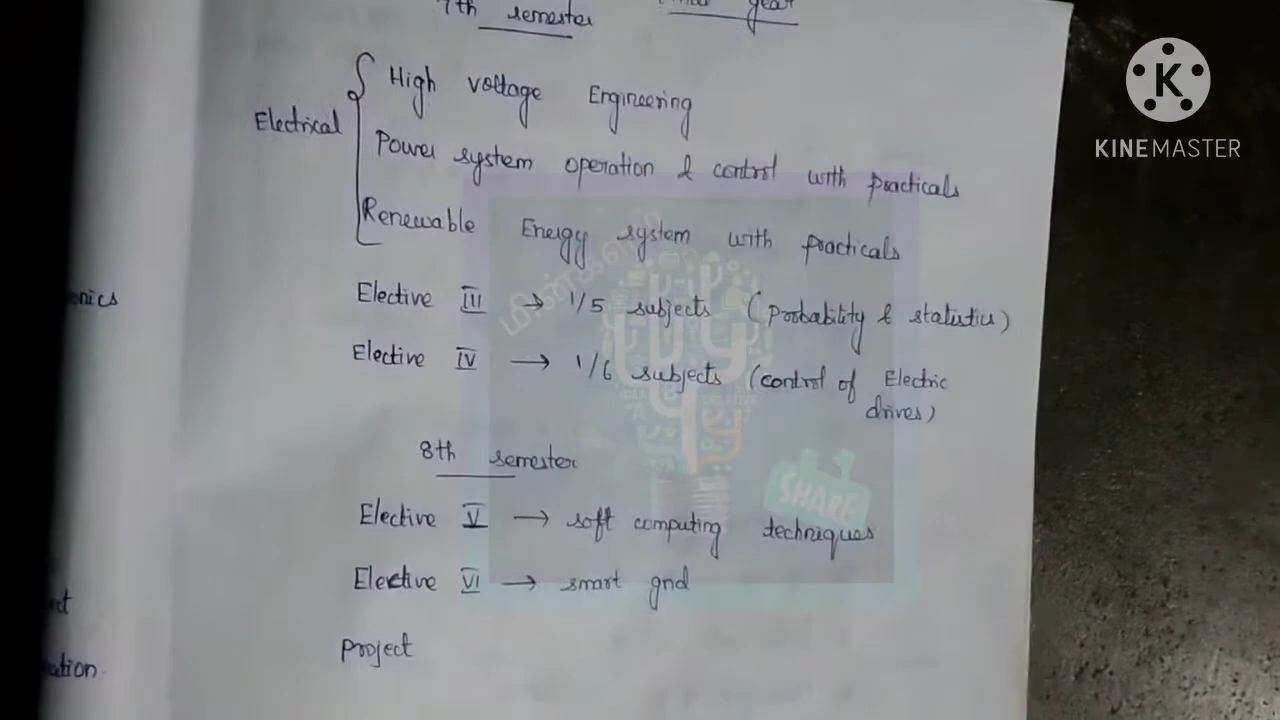 7th semester year
High voltage Engineering
Electrical
Power system operation & control with practicals
Renewable Energy system with practicals
Elective III → 1/5 subjects (Probability & statistics)
Elective IV → 1/6 subjects (control of Electric
drives)
8th semester
Elective V → soft computing techniques
Elective VI → smart grid
project
KINEMASTER
SHARE